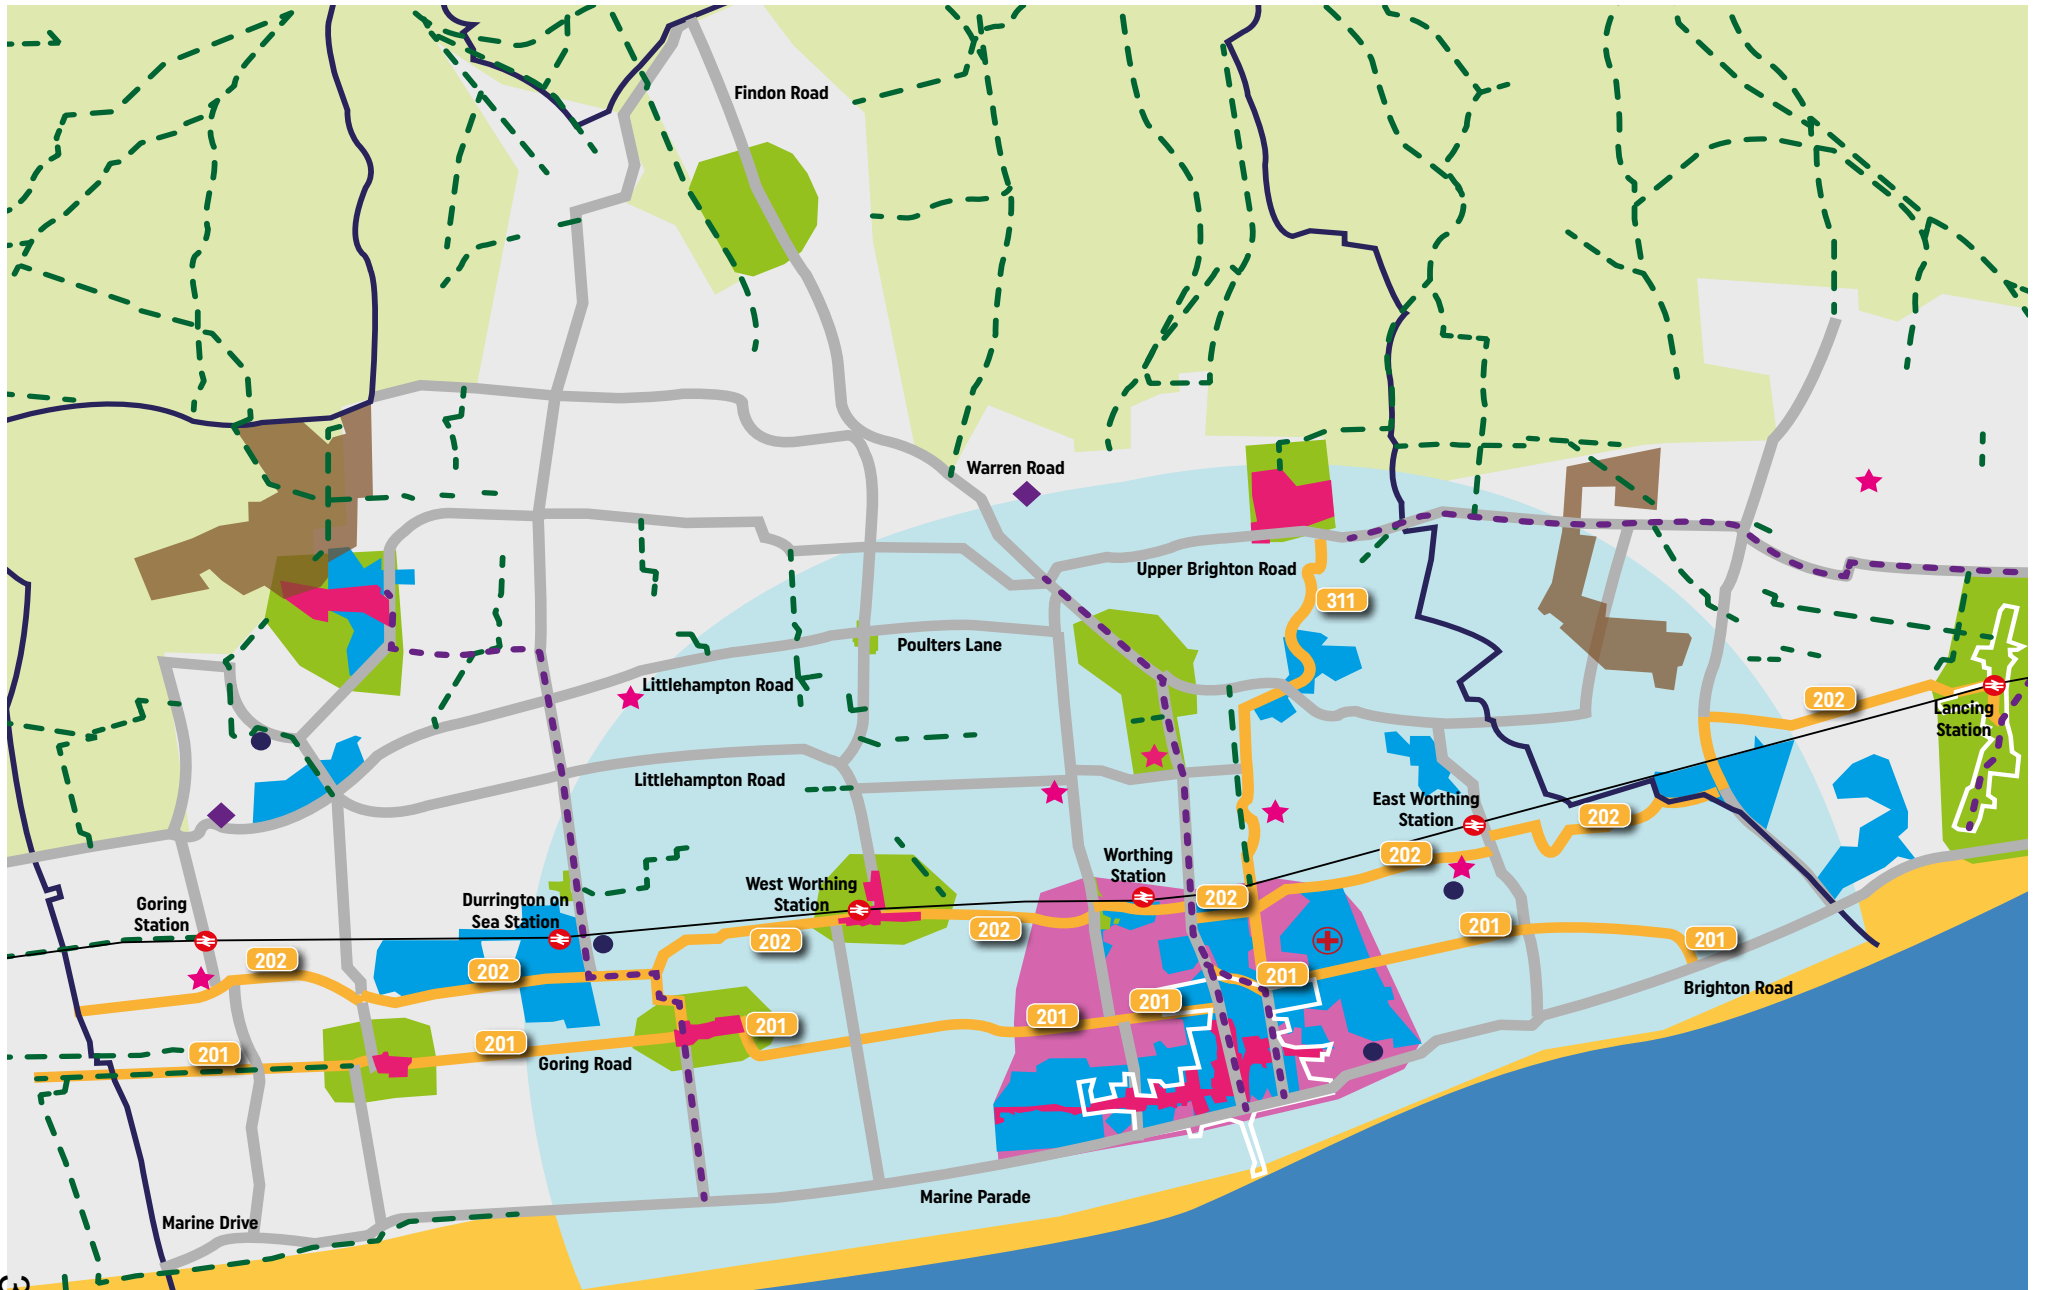 Findon Road
Warren Road
Upper Brighton Road
311
Poulters Lane
Littlehampton Road
202
Lancing
Station
Littlehampton Road
East Worthing
Station
202
202
Worthing
Station
West Worthing
Station
202
Durrington on
Sea Station
Goring
Station
202
202
202
202
201
201
201
Brighton Road
201
201
201
201
201
Goring Road
Marine Parade
Marine Drive
3